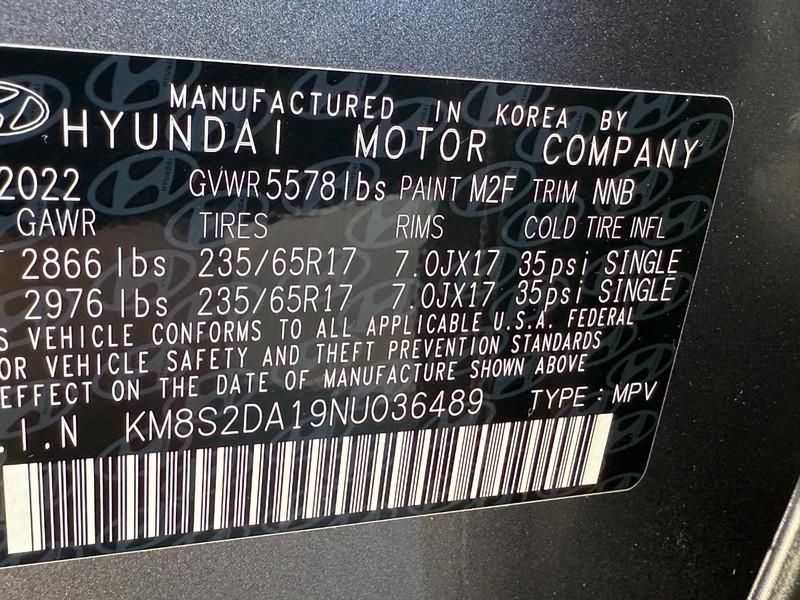 MANUFACTURED IN KOREA BY
HYUNDAI MOTOR COMPANY
2022 GVWR 5578 lbs PAINT M2F TRIM NNB
GAWR TIRES RIMS COLD TIRE INFL
T 2866 lbs 235/65R17 7.0JX17 35psi SINGLE
2976 lbs 235/65R17 7.0JX17 35psi SINGLE
S VEHICLE CONFORMS TO ALL APPLICABLE U.S.A. FEDERAL
OR VEHICLE SAFETY AND THEFT PREVENTION STANDARDS
EFFECT ON THE DATE OF MANUFACTURE SHOWN ABOVE
.I.N KM8S2DA19NU036489 TYPE : MPV